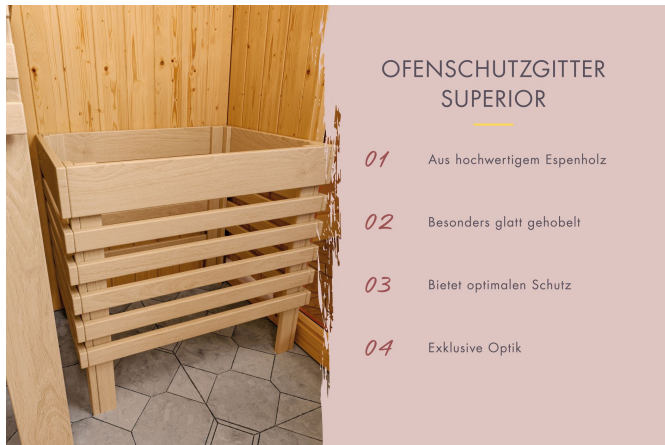 OFENSCHUTZGITTER
SUPERIOR
01 Aus hochwertigem Espenholz
02 Besonders glatt gehobelt
03 Bietet optimalen Schutz
04 Exklusive Optik